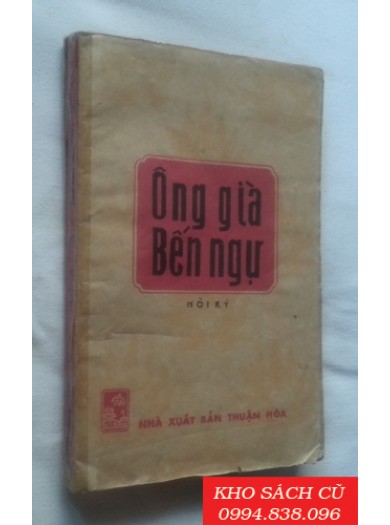 Ông già
Bến ngự
HỒI KÝ
NHÀ XUẤT BẢN THUẬN HÓA
KHO SÁCH CŨ
0994.838.096